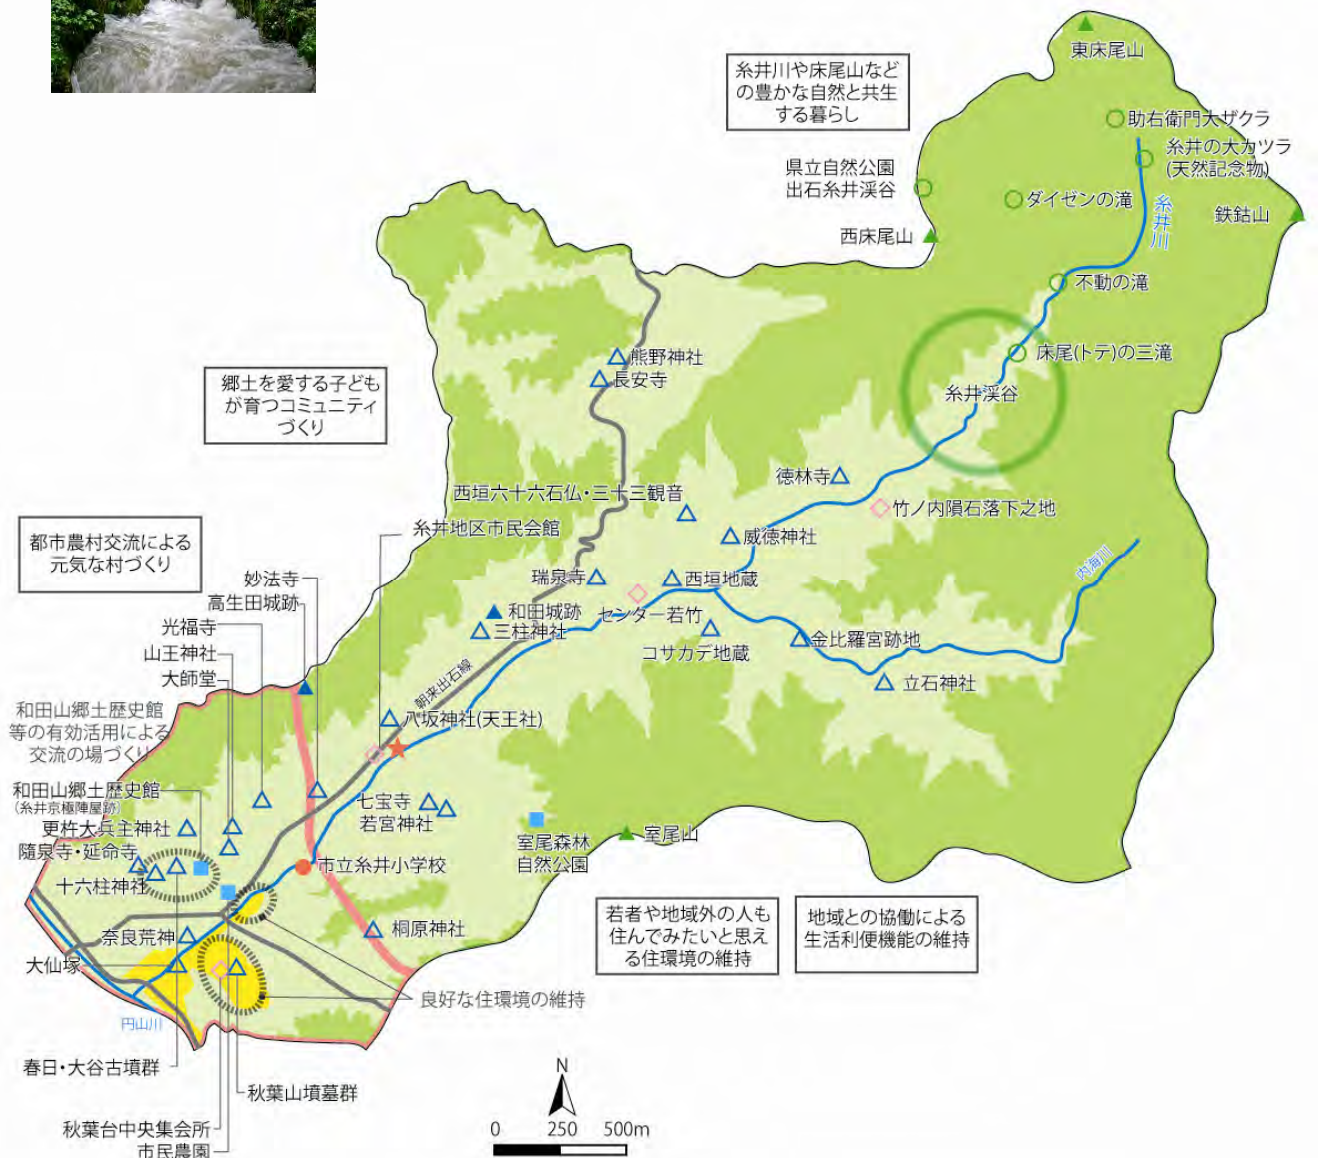 東床尾山
糸井川や床尾山など
の豊かな自然と共生
する暮らし
助右衛門大ザクラ
糸井の大カツラ
(天然記念物)
県立自然公園
出石糸井渓谷
ダイゼンの滝
糸井川
鉄鈷山
西床尾山
不動の滝
床尾(トテ)の三滝
熊野神社
長安寺
郷土を愛する子ども
が育つコミュニティ
づくり
糸井渓谷
徳林寺
西垣六十六石仏・三十三観音
竹ノ内隕石落下之地
糸井地区市民会館
威徳神社
都市農村交流による
元気な村づくり
内海川
妙法寺
瑞泉寺
西垣地蔵
高生田城跡
和田城跡
センター若竹
光福寺
三柱神社
金比羅宮跡地
山王神社
コサカデ地蔵
大師堂
朝来出石線
立石神社
和田山郷土歴史館
等の有効活用による
交流の場づくり
八坂神社(天王社)
和田山郷土歴史館
(糸井京極陣屋跡)
七宝寺
若宮神社
更杵大兵主神社
室尾森林
自然公園
室尾山
隨泉寺・延命寺
市立糸井小学校
十六柱神社
若者や地域外の人も
住んでみたいと思え
る住環境の維持
地域との協働による
生活利便機能の維持
奈良荒神
桐原神社
大仙塚
良好な住環境の維持
円山川
春日・大谷古墳群
秋葉山墳墓群
秋葉台中央集会所
市民農園
N
0 250 500m